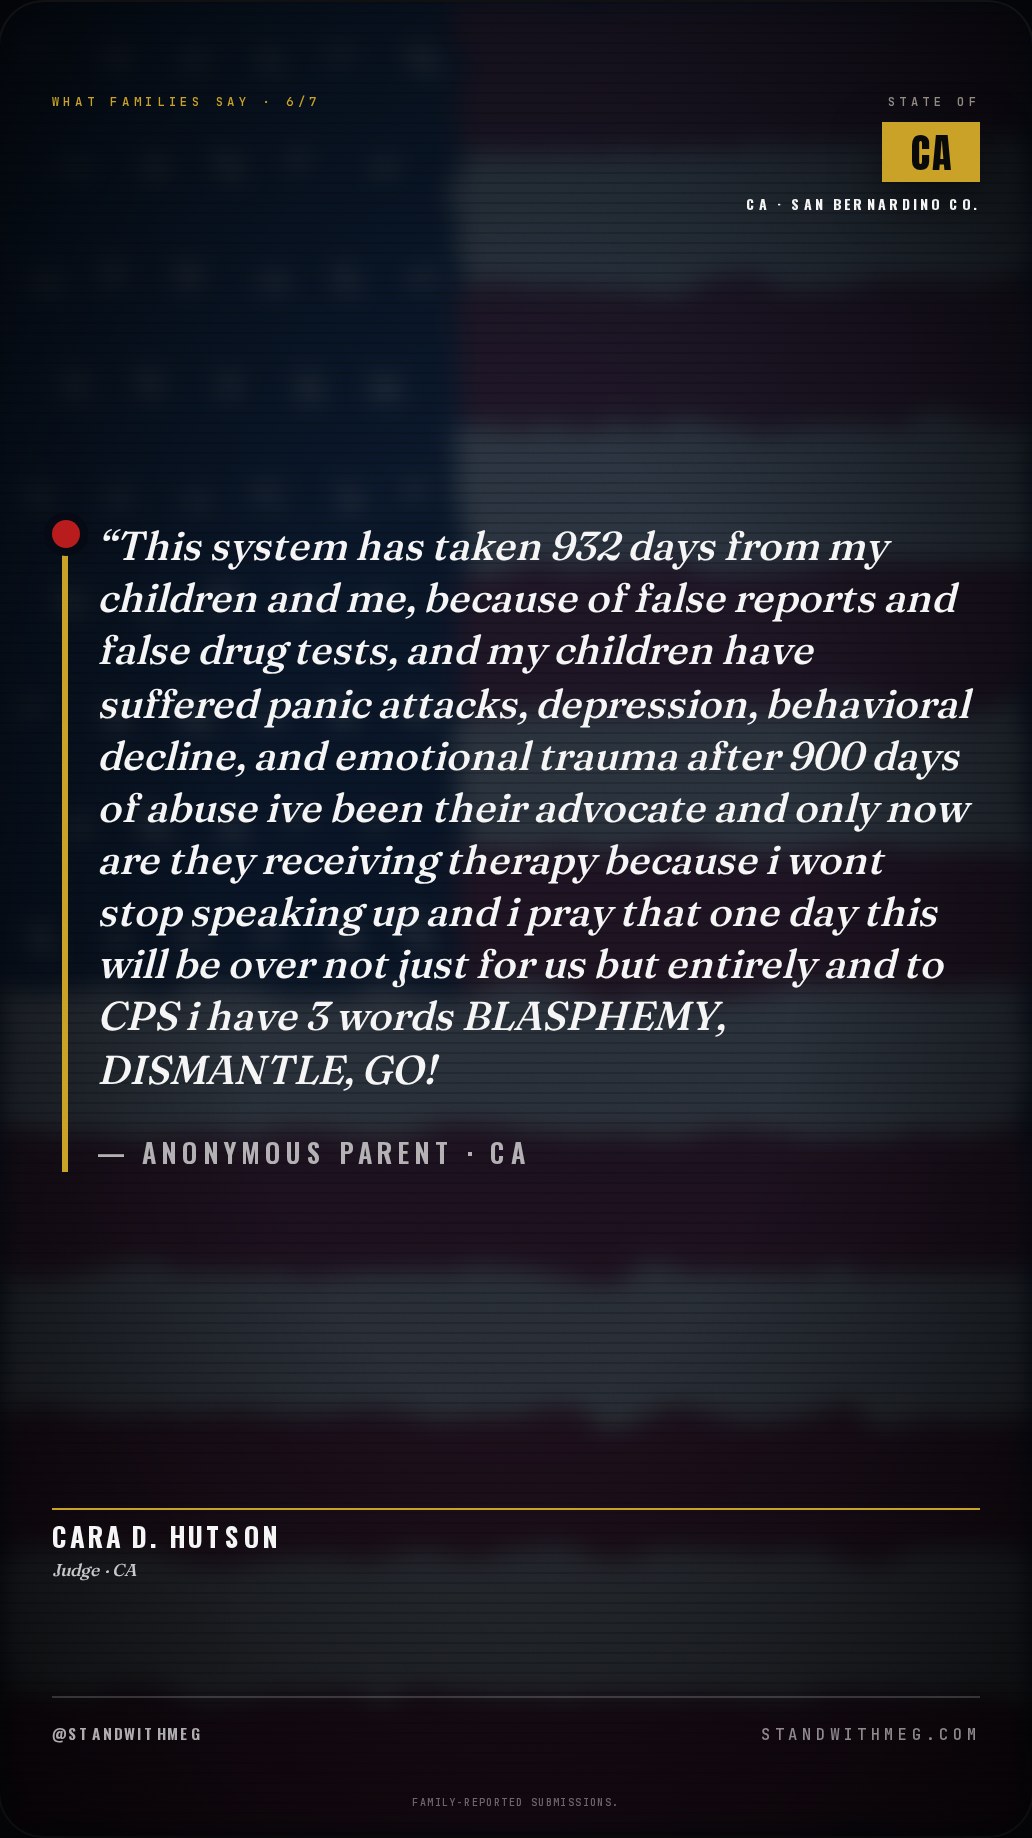 WHAT FAMILIES SAY · 6/7
STATE OF
CA
CA · SAN BERNARDINO CO.
“This system has taken 932 days from my
children and me, because of false reports and
false drug tests, and my children have
suffered panic attacks, depression, behavioral
decline, and emotional trauma after 900 days
of abuse ive been their advocate and only now
are they receiving therapy because i wont
stop speaking up and i pray that one day this
will be over not just for us but entirely and to
CPS i have 3 words BLASPHEMY,
DISMANTLE, GO!
— ANONYMOUS PARENT · CA
CARA D. HUTSON
Judge · CA
@STANDWITHMEG
STANDWITHMEG.COM
FAMILY-REPORTED SUBMISSIONS.